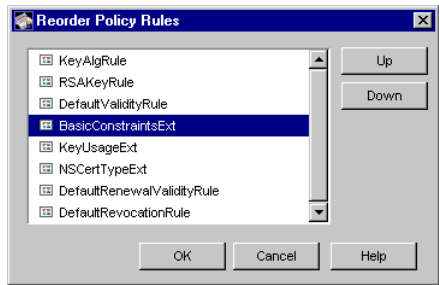 Reorder Policy Rules
KeyAlgRule
RSAKeyRule
DefaultValidityRule
BasicConstraintsExt
KeyUsageExt
NSCertTypeExt
DefaultRenewalValidityRule
DefaultRevocationRule
Up
Down
OK
Cancel
Help